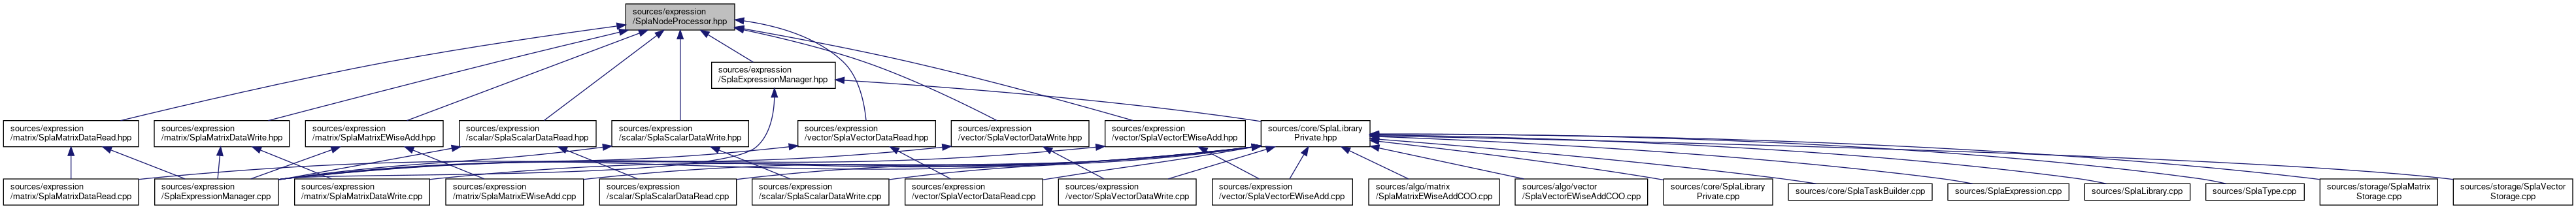 sources/expression
/SplaNodeProcessor.hpp
sources/expression
/SplaExpressionManager.hpp
sources/expression
/matrix/SplaMatrixDataRead.hpp
sources/expression
/matrix/SplaMatrixDataWrite.hpp
sources/expression
/matrix/SplaMatrixEWiseAdd.hpp
sources/expression
/scalar/SplaScalarDataRead.hpp
sources/expression
/scalar/SplaScalarDataWrite.hpp
sources/expression
/vector/SplaVectorDataRead.hpp
sources/expression
/vector/SplaVectorDataWrite.hpp
sources/expression
/vector/SplaVectorEWiseAdd.hpp
sources/core/SplaLibrary
Private.hpp
sources/expression
/matrix/SplaMatrixDataRead.cpp
sources/expression
/SplaExpressionManager.cpp
sources/expression
/matrix/SplaMatrixDataWrite.cpp
sources/expression
/matrix/SplaMatrixEWiseAdd.cpp
sources/expression
/scalar/SplaScalarDataRead.cpp
sources/expression
/scalar/SplaScalarDataWrite.cpp
sources/expression
/vector/SplaVectorDataRead.cpp
sources/expression
/vector/SplaVectorDataWrite.cpp
sources/expression
/vector/SplaVectorEWiseAdd.cpp
sources/algo/matrix
/SplaMatrixEWiseAddCOO.cpp
sources/algo/vector
/SplaVectorEWiseAddCOO.cpp
sources/core/SplaLibrary
Private.cpp
sources/core/SplaTaskBuilder.cpp
sources/SplaExpression.cpp
sources/SplaLibrary.cpp
sources/SplaType.cpp
sources/storage/SplaMatrix
Storage.cpp
sources/storage/SplaVector
Storage.cpp